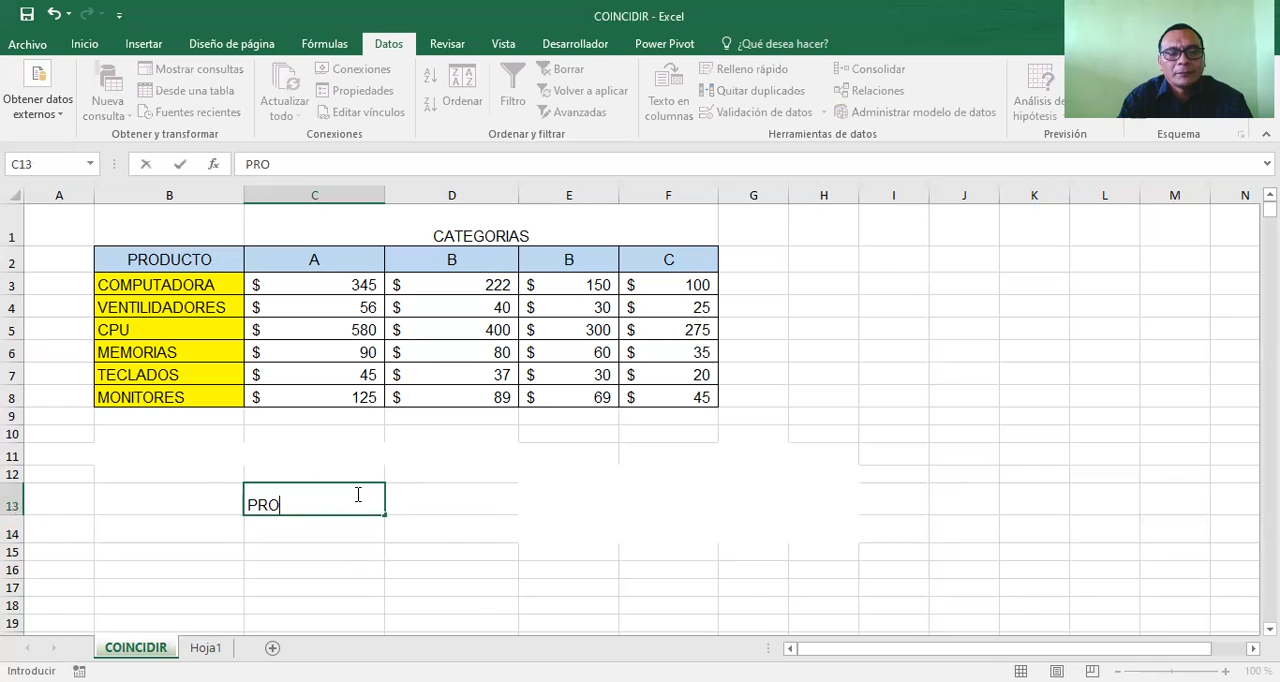 COINCIDIR - Excel
Archivo Inicio Insertar Diseño de página Fórmulas Datos Revisar Vista Desarrollador Power Pivot ¿Qué desea hacer?
Obtener datos externos
Nueva consulta
Mostrar consultas
Desde una tabla
Fuentes recientes
Obtener y transformar
Actualizar todo
Conexiones
Propiedades
Editar vínculos
Conexiones
Ordenar
Filtro
Borrar
Volver a aplicar
Avanzadas
Ordenar y filtrar
Texto en columnas
Relleno rápido
Quitar duplicados
Validación de datos
Consolidar
Relaciones
Administrar modelo de datos
Herramientas de datos
Análisis de hipótesis
Previsión
Esquema
C13 fx PRO
A B C D E F G H I J K L M N
1 CATEGORIAS
2 PRODUCTO A B B C
3 COMPUTADORA $ 345 $ 222 $ 150 $ 100
4 VENTILIDADORES $ 56 $ 40 $ 30 $ 25
5 CPU $ 580 $ 400 $ 300 $ 275
6 MEMORIAS $ 90 $ 80 $ 60 $ 35
7 TECLADOS $ 45 $ 37 $ 30 $ 20
8 MONITORES $ 125 $ 89 $ 69 $ 45
9
10
11
12
13 PRO
14
15
16
17
18
19
COINCIDIR Hoja1
Introducir 100 %